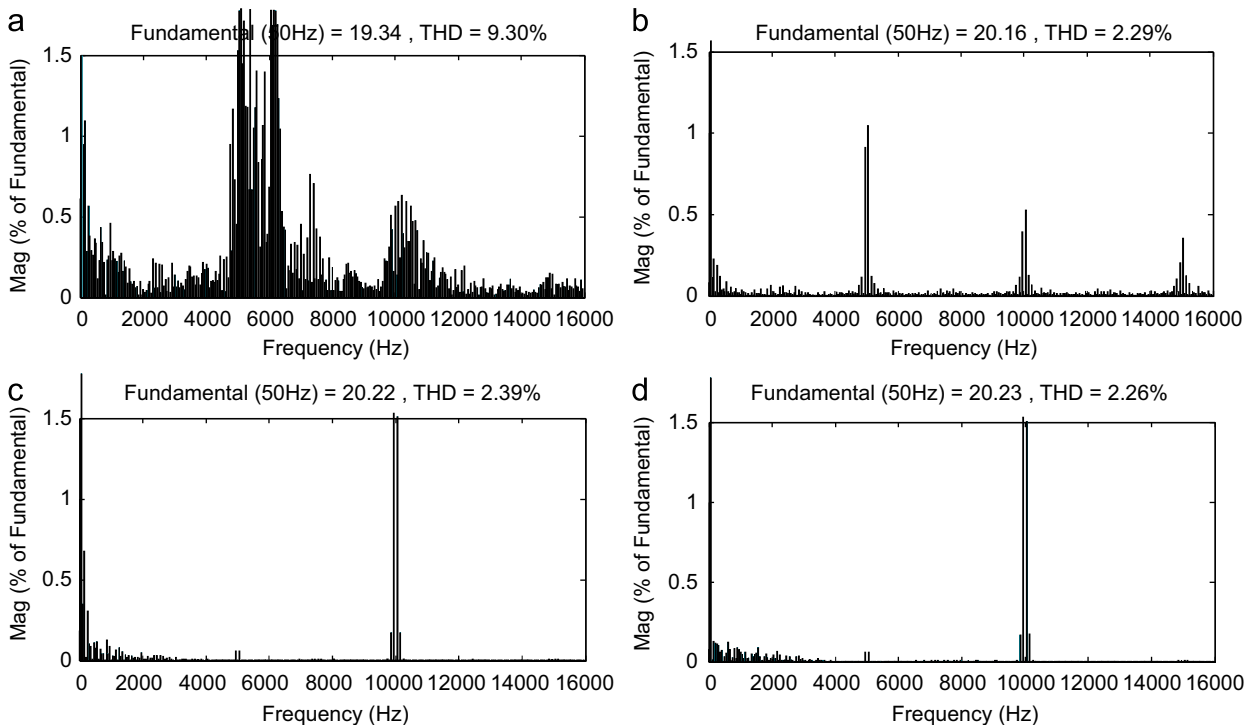 a
Fundamental (50Hz) = 19.34 , THD = 9.30%
Mag (% of Fundamental)
1.5
1
0.5
0
0 2000 4000 6000 8000 10000 12000 14000 16000
Frequency (Hz)
b
Fundamental (50Hz) = 20.16 , THD = 2.29%
Mag (% of Fundamental)
1.5
1
0.5
0
0 2000 4000 6000 8000 10000 12000 14000 16000
Frequency (Hz)
c
Fundamental (50Hz) = 20.22 , THD = 2.39%
Mag (% of Fundamental)
1.5
1
0.5
0
0 2000 4000 6000 8000 10000 12000 14000 16000
Frequency (Hz)
d
Fundamental (50Hz) = 20.23 , THD = 2.26%
Mag (% of Fundamental)
1.5
1
0.5
0
0 2000 4000 6000 8000 10000 12000 14000 16000
Frequency (Hz)